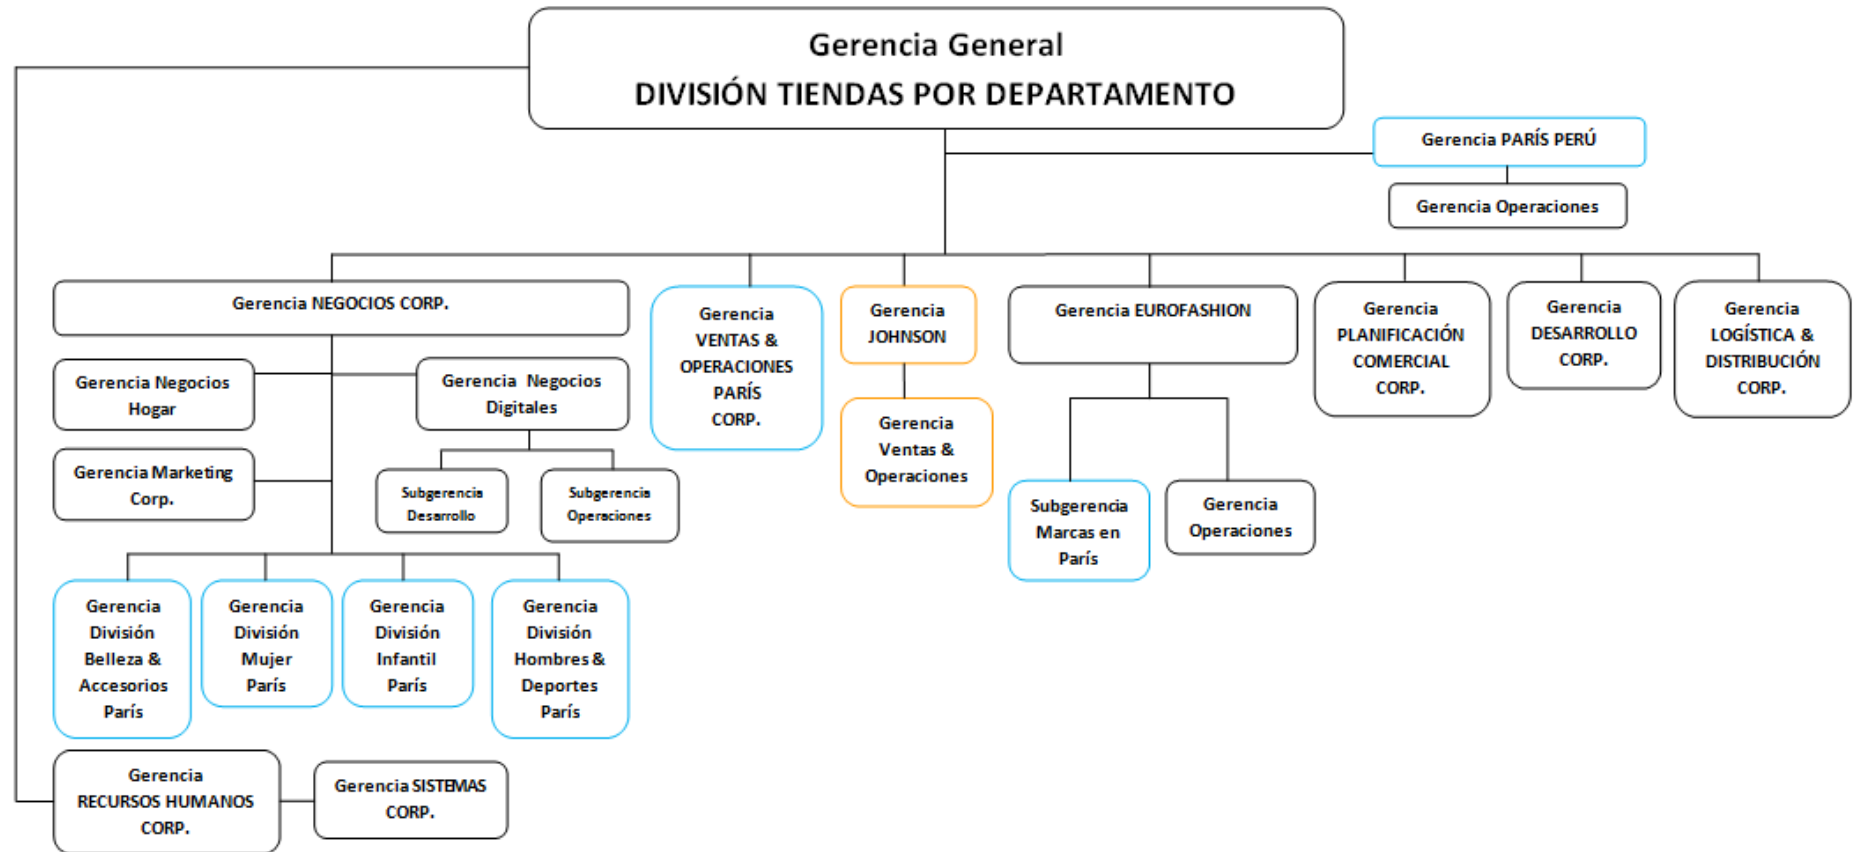 Gerencia General
DIVISIÓN TIENDAS POR DEPARTAMENTO
Gerencia PARÍS PERÚ
Gerencia Operaciones
Gerencia NEGOCIOS CORP.
Gerencia Negocios
Hogar
Gerencia Negocios
Digitales
Gerencia Marketing
Corp.
Subgerencia
Desarrollo
Subgerencia
Operaciones
Gerencia
División
Belleza &
Accesorios
París
Gerencia
División
Mujer
París
Gerencia
División
Infantil
París
Gerencia
División
Hombres &
Deportes
París
Gerencia
VENTAS &
OPERACIONES
PARÍS
CORP.
Gerencia
JOHNSON
Gerencia
Ventas &
Operaciones
Gerencia EUROFASHION
Subgerencia
Marcas en
París
Gerencia
Operaciones
Gerencia
PLANIFICACIÓN
COMERCIAL
CORP.
Gerencia
DESARROLLO
CORP.
Gerencia
LOGÍSTICA &
DISTRIBUCIÓN
CORP.
Gerencia
RECURSOS HUMANOS
CORP.
Gerencia SISTEMAS
CORP.